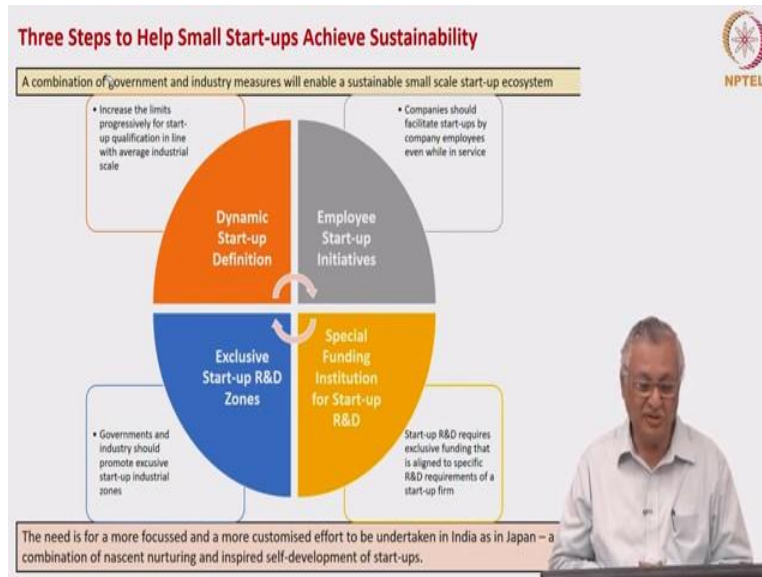 Three Steps to Help Small Start-ups Achieve Sustainability
NPTEL
A combination of government and industry measures will enable a sustainable small scale start-up ecosystem
• Increase the limits
progressively for start-
up qualification in line
with average industrial
scale
• Companies should
facilitate start-ups by
company employees
even while in service
Dynamic
Start-up
Definition
Employee
Start-up
Initiatives
Exclusive
Start-up R&D
Zones
Special
Funding
Institution
for Start-up
R&D
• Governments and
industry should
promote excusive
start-up industrial
zones
Start-up R&D requires
exclusive funding that
is aligned to specific
R&D requirements of a
start-up firm
The need is for a more focussed and a more customised effort to be undertaken in India as in Japan – a
combination of nascent nurturing and inspired self-development of start-ups.